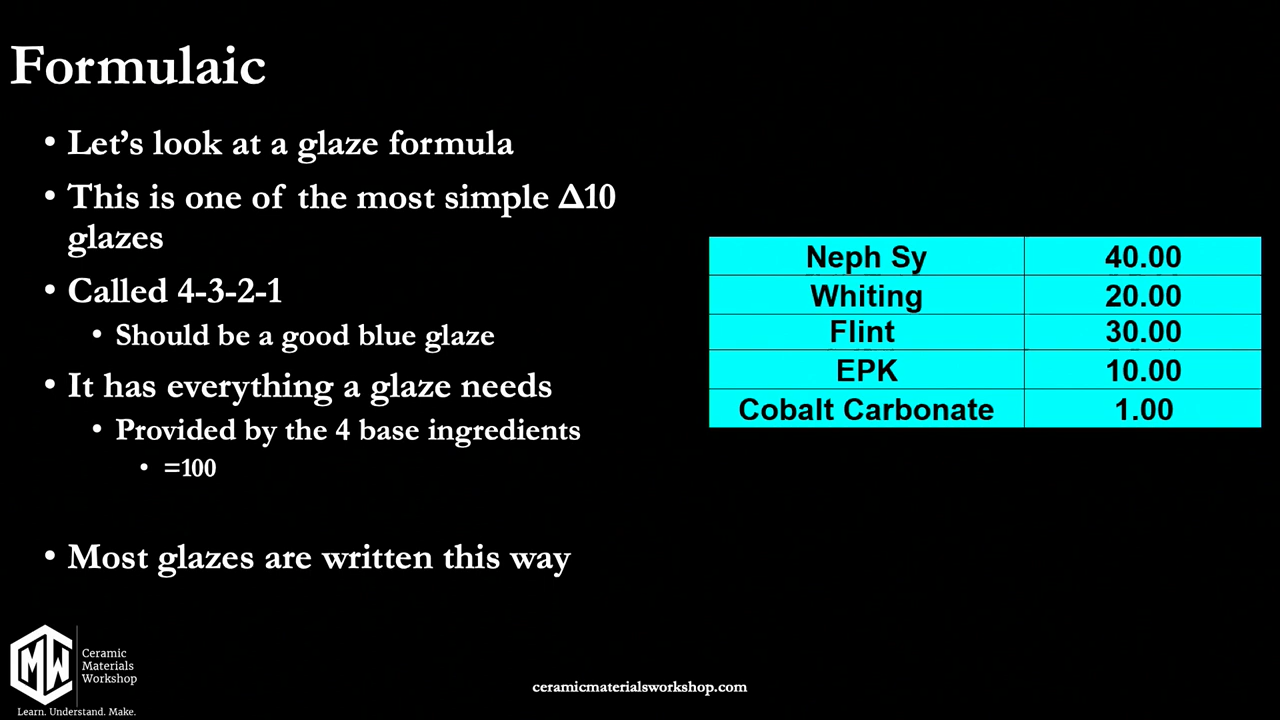 Formulaic
• Let's look at a glaze formula
• This is one of the most simple Δ10
glazes
• Called 4-3-2-1
• Should be a good blue glaze
• It has everything a glaze needs
• Provided by the 4 base ingredients
• =100
• Most glazes are written this way
Neph Sy 40.00
Whiting 20.00
Flint 30.00
EPK 10.00
Cobalt Carbonate 1.00
MW
Ceramic
Materials
Workshop
Learn. Understand. Make.
ceramicmaterialsworkshop.com